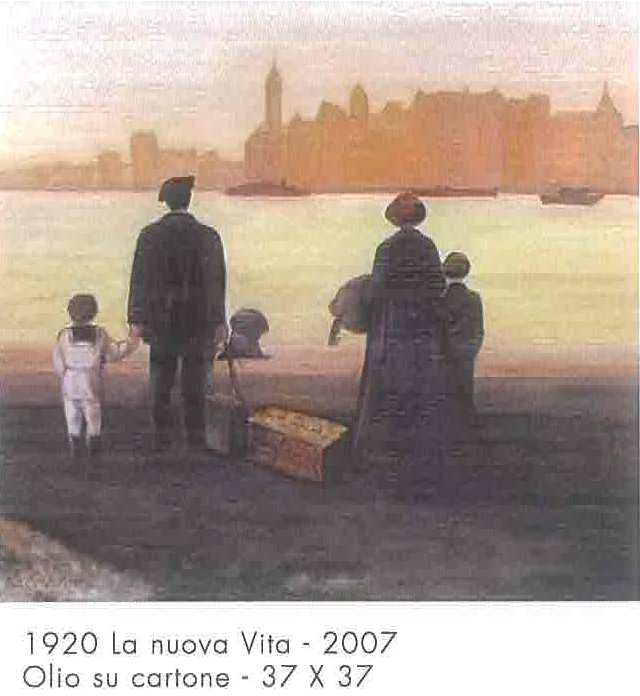 1920 La nuova Vita - 2007
Olio su cartone - 37 X 37